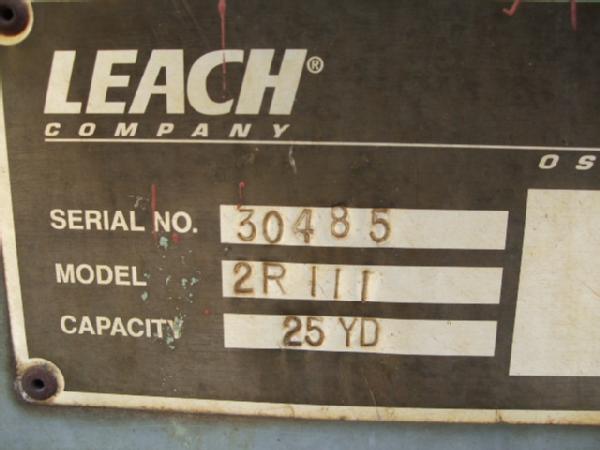 LEACH®
COMPANY
OS
SERIAL NO. 30485
MODEL 2R III
CAPACITY 25 YD